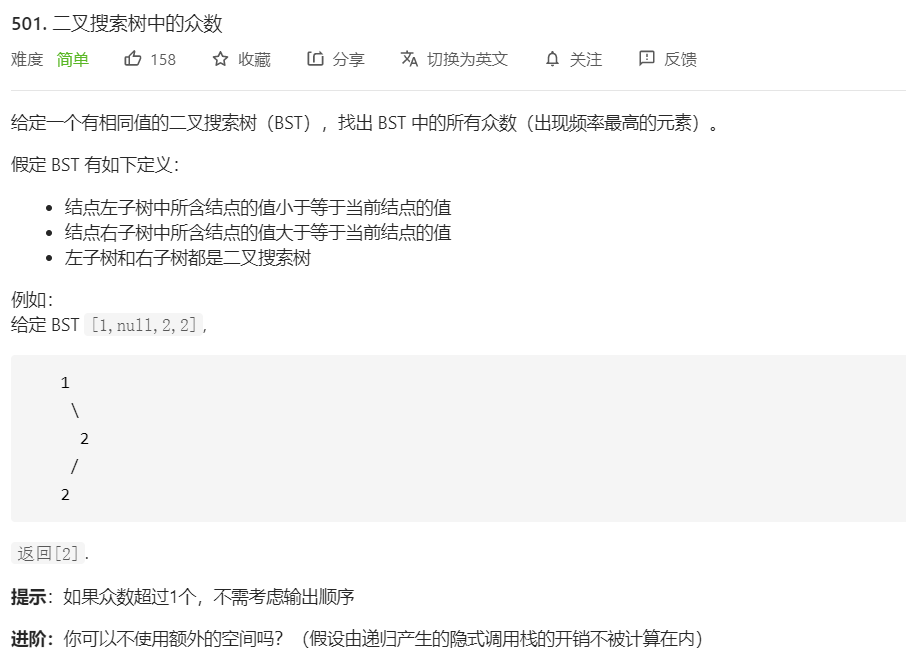 501. 二叉搜索树中的众数
难度 简单 158 收藏 分享 切换为英文 关注 反馈
给定一个有相同值的二叉搜索树（BST），找出 BST 中的所有众数（出现频率最高的元素）。
假定 BST 有如下定义：
• 结点左子树中所含结点的值小于等于当前结点的值
• 结点右子树中所含结点的值大于等于当前结点的值
• 左子树和右子树都是二叉搜索树
例如：
给定 BST [1,null,2,2],
1
\
2
/
2
返回[2].
提示：如果众数超过1个，不需考虑输出顺序
进阶：你可以不使用额外的空间吗？（假设由递归产生的隐式调用栈的开销不被计算在内）